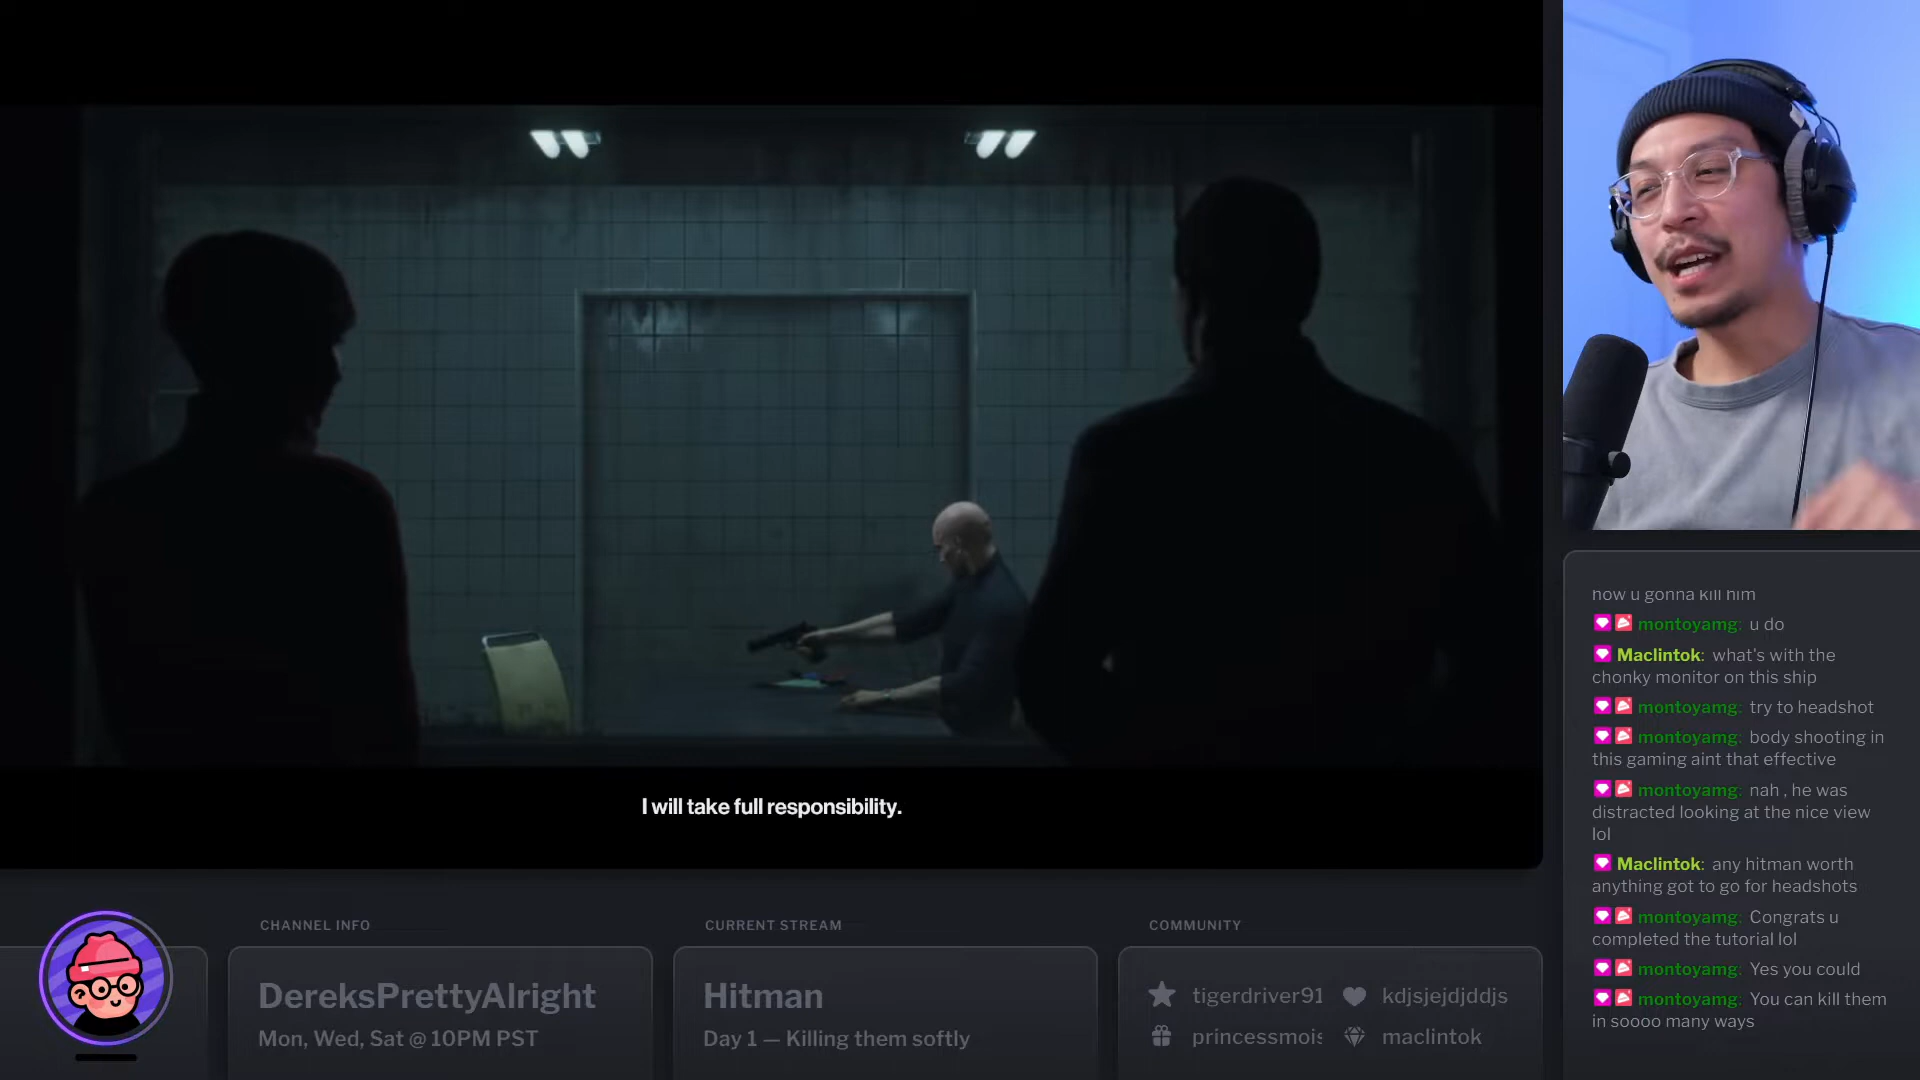 I will take full responsibility.
now u gonna kill him
montoyamg: u do
Maclintok: what's with the
chonky monitor on this ship
montoyamg: try to headshot
montoyamg: body shooting in
this gaming aint that effective
montoyamg: nah , he was
distracted looking at the nice view
lol
Maclintok: any hitman worth
anything got to go for headshots
montoyamg: Congrats u
completed the tutorial lol
montoyamg: Yes you could
montoyamg: You can kill them
in soooo many ways
CHANNEL INFO
DereksPrettyAlright
Mon, Wed, Sat @ 10PM PST
CURRENT STREAM
Hitman
Day 1 — Killing them softly
COMMUNITY
tigerdriver91 kdjsjejdjddjs
princessmois maclintok